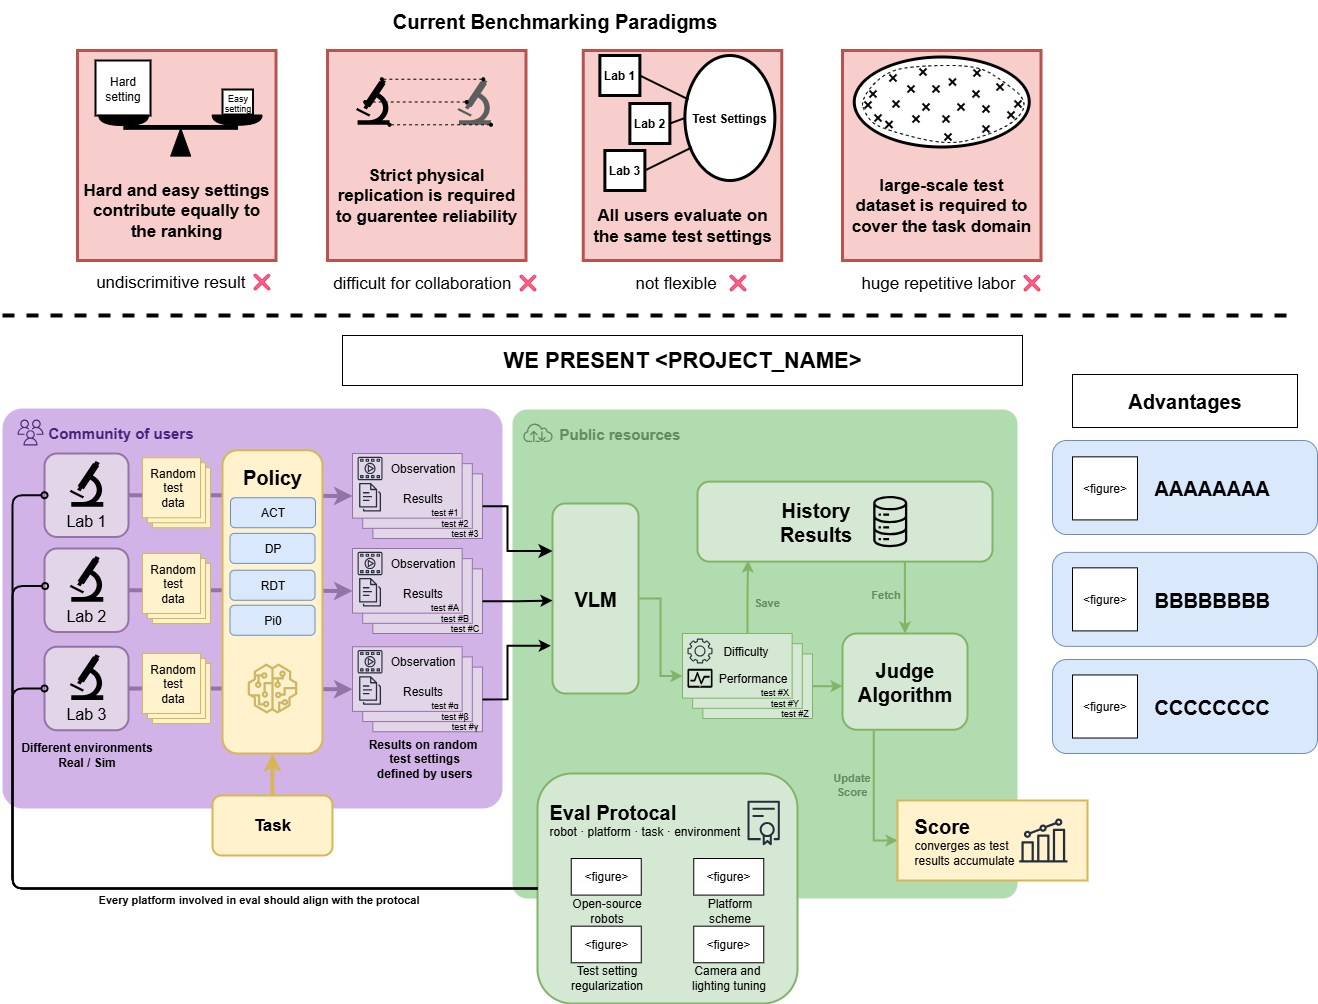 Current Benchmarking Paradigms
Hard
setting
Easy
setting
Hard and easy settings
contribute equally to
the ranking
undiscrimitive result
Strict physical
replication is required
to guarentee reliability
difficult for collaboration
Lab 1
Lab 2
Lab 3
Test Settings
All users evaluate on
the same test settings
not flexible
large-scale test
dataset is required to
cover the task domain
huge repetitive labor
WE PRESENT <PROJECT_NAME>
Community of users
Lab 1
Random
test
data
Lab 2
Random
test
data
Lab 3
Random
test
data
Different environments
Real / Sim
Policy
ACT
DP
RDT
Pi0
Task
Observation
Results
test #1
test #2
test #3
Observation
Results
test #A
test #B
test #C
Observation
Results
test #α
test #β
test #γ
Results on random
test settings
defined by users
Public resources
VLM
History
Results
Save
Fetch
Difficulty
Performance
test #X
test #Y
test #Z
Judge
Algorithm
Update
Score
Score
converges as test
results accumulate
Eval Protocal
robot · platform · task · environment
<figure>
Open-source
robots
<figure>
Platform
scheme
<figure>
Test setting
regularization
<figure>
Camera and
lighting tuning
Every platform involved in eval should align with the protocal
Advantages
<figure>
AAAAAAAA
<figure>
BBBBBBBB
<figure>
CCCCCCCC